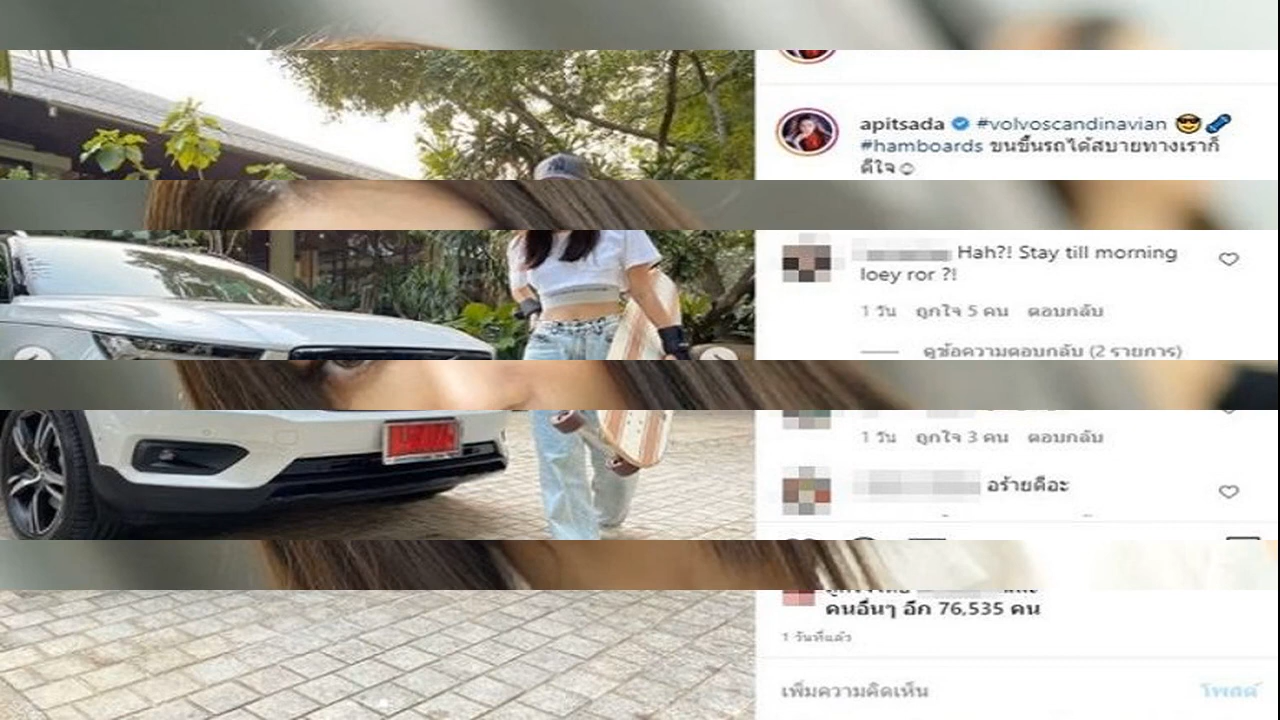 apitsada #volvoscandinavian
#hamboards ขนขึ้นรถได้สบายทางเราก็
ดีใจ
Hah?! Stay till morning
loey ror ?!
1 วัน ถูกใจ 5 คน ตอบกลับ
ดูข้อความตอบกลับ (2 รายการ)
1 วัน ถูกใจ 3 คน ตอบกลับ
อร้ายดีอะ
คนอื่นๆ อีก 76,535 คน
1 วันที่แล้ว
เพิ่มความคิดเห็น โพสต์